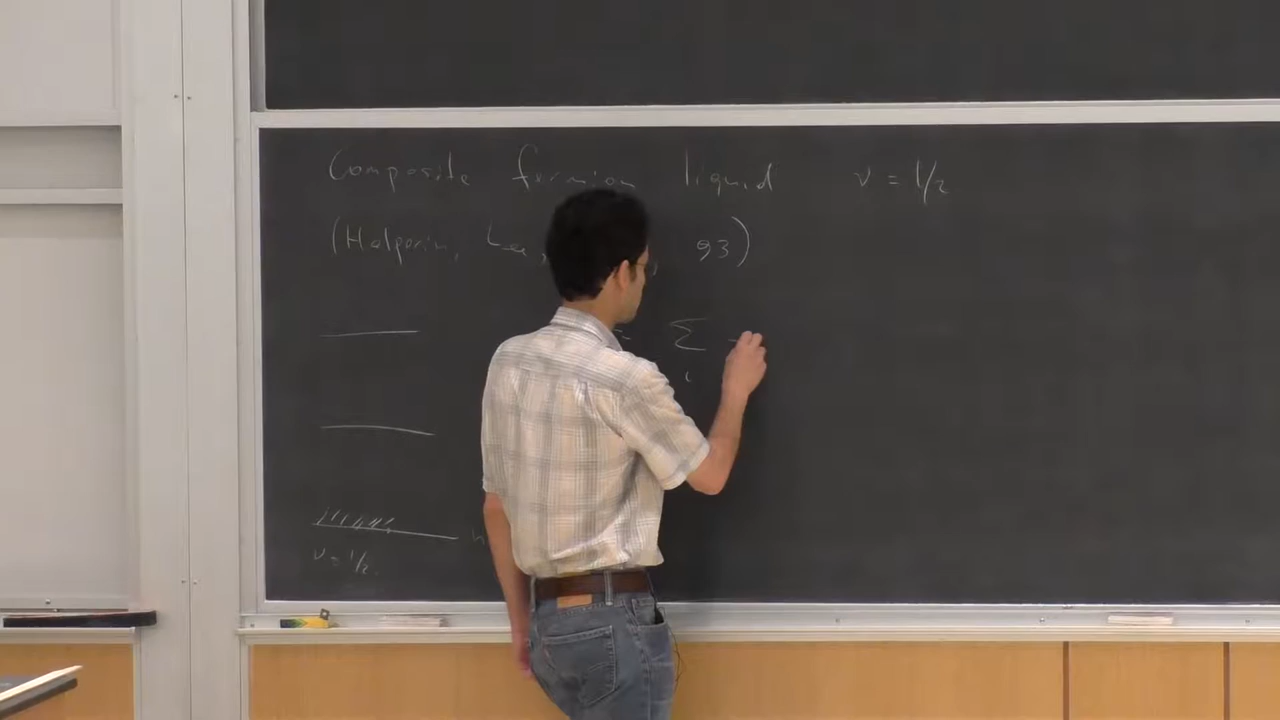 Composite fermion liquid ν = 1/2
(Halperin, Lee, , 93)
= Σ
i
n
ν = 1/2